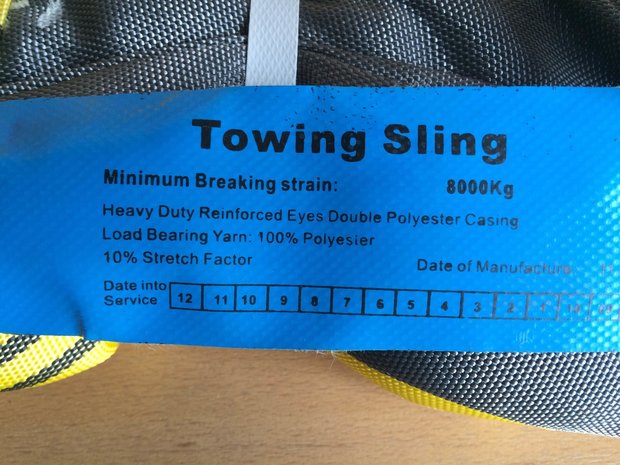 Towing Sling
Minimum Breaking strain: 8000Kg
Heavy Duty Reinforced Eyes Double Polyester Casing
Load Bearing Yarn: 100% Polyester
10% Stretch Factor
Date of Manufacture
Date into
Service 12 11 10 9 8 7 6 5 4 3 2 1